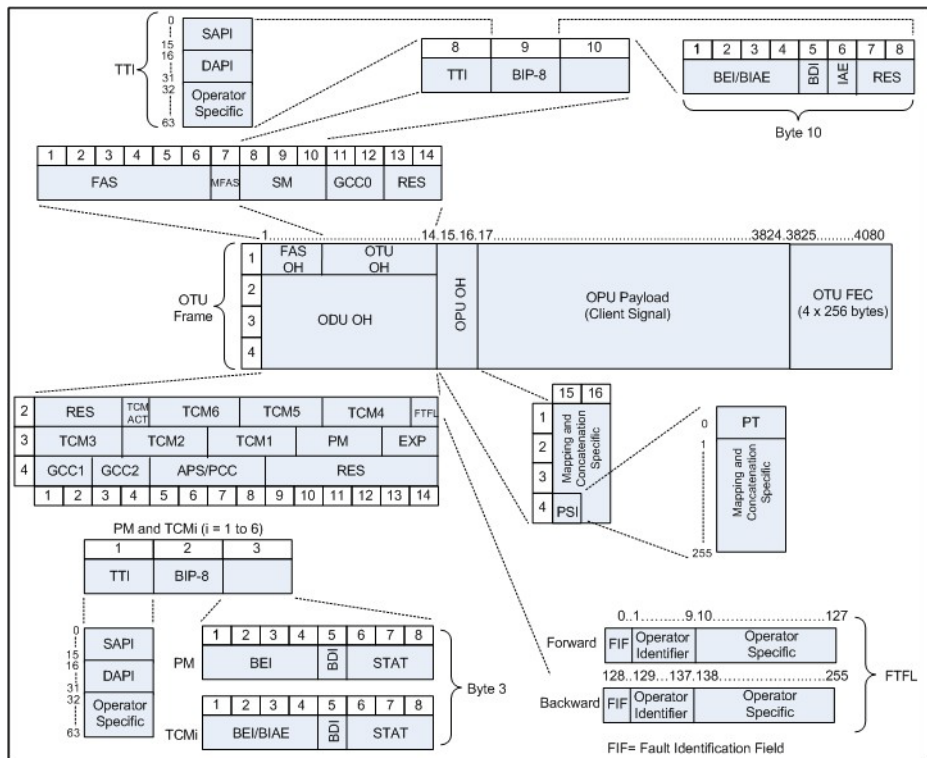 0
15
16
31
32
63
TTI
SAPI
DAPI
Operator
Specific
8 9 10
TTI BIP-8
1 2 3 4 5 6 7 8
BEI/BIAE BDI IAE RES
Byte 10
1 2 3 4 5 6 7 8 9 10 11 12 13 14
FAS MFAS SM GCC0 RES
1..............................14.15.16.17..............................3824.3825........4080
OTU
Frame
1
2
3
4
FAS
OH
OTU
OH
ODU OH
OPU OH
OPU Payload
(Client Signal)
OTU FEC
(4 x 256 bytes)
2 RES TCM
ACT TCM6 TCM5 TCM4 FTFL
3 TCM3 TCM2 TCM1 PM EXP
4 GCC1 GCC2 APS/PCC RES
1 2 3 4 5 6 7 8 9 10 11 12 13 14
15 16
1
2
3
4
Mapping and
Concatenation
Specific
PSI
0
1
255
PT
Mapping and
Concatenation
Specific
PM and TCMi (i = 1 to 6)
1 2 3
TTI BIP-8
0
15
16
31
32
63
SAPI
DAPI
Operator
Specific
1 2 3 4 5 6 7 8
PM BEI BDI STAT
1 2 3 4 5 6 7 8
TCMi BEI/BIAE BDI STAT
Byte 3
0..1.........9.10.........................127
Forward FIF Operator
Identifier Operator
Specific
128..129....137.138.........................255
Backward FIF Operator
Identifier Operator
Specific
FTFL
FIF= Fault Identification Field